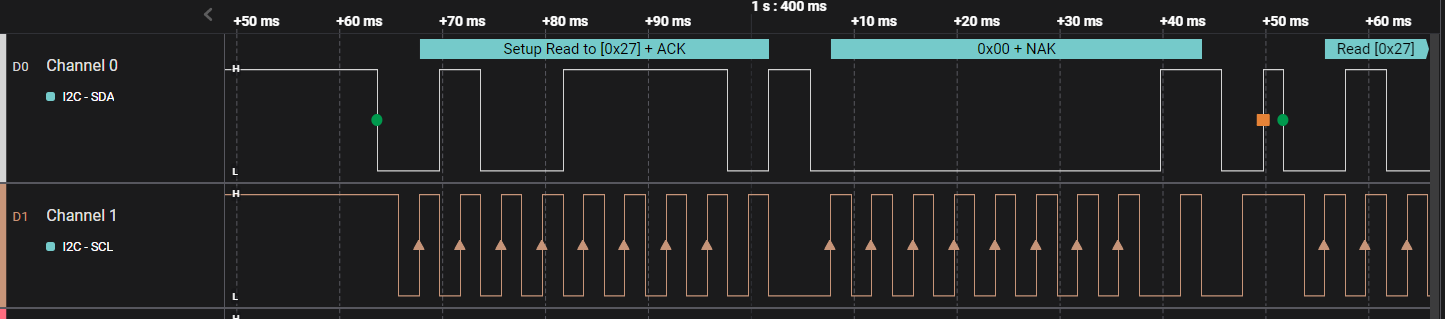 1 s : 400 ms
+50 ms +60 ms +70 ms +80 ms +90 ms +10 ms +20 ms +30 ms +40 ms +50 ms +60 ms
Setup Read to [0x27] + ACK 0x00 + NAK Read [0x27]
D0 Channel 0
H
I2C - SDA
L
H
D1 Channel 1
I2C - SCL
L
H